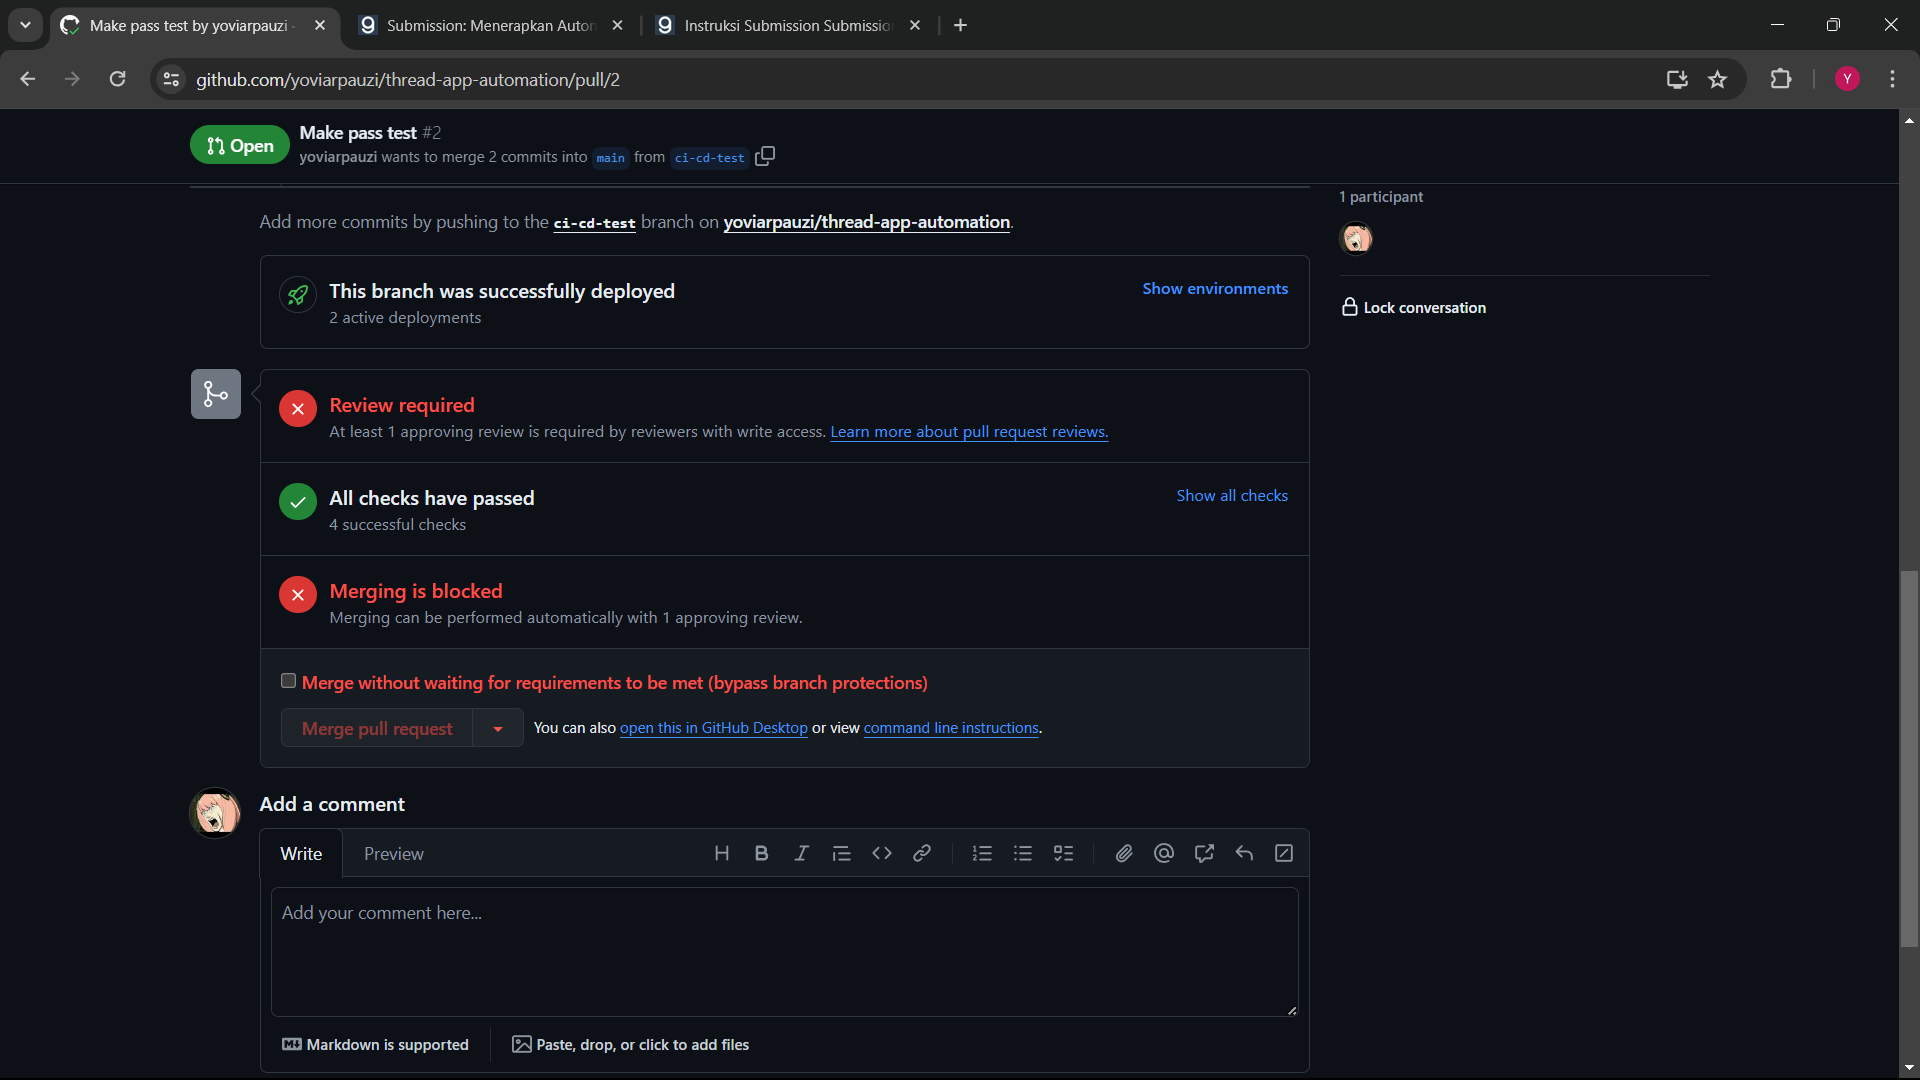 Make pass test by yoviarpauzi ·
Submission: Menerapkan Auton
Instruksi Submission Submissio
github.com/yoviarpauzi/thread-app-automation/pull/2
Y
Open
Make pass test #2
yoviarpauzi wants to merge 2 commits into main from ci-cd-test
1 participant
Add more commits by pushing to the ci-cd-test branch on yoviarpauzi/thread-app-automation.
This branch was successfully deployed
Show environments
2 active deployments
Lock conversation
Review required
At least 1 approving review is required by reviewers with write access. Learn more about pull request reviews.
All checks have passed
Show all checks
4 successful checks
Merging is blocked
Merging can be performed automatically with 1 approving review.
Merge without waiting for requirements to be met (bypass branch protections)
Merge pull request
You can also open this in GitHub Desktop or view command line instructions.
Add a comment
Write
Preview
Add your comment here...
Markdown is supported
Paste, drop, or click to add files